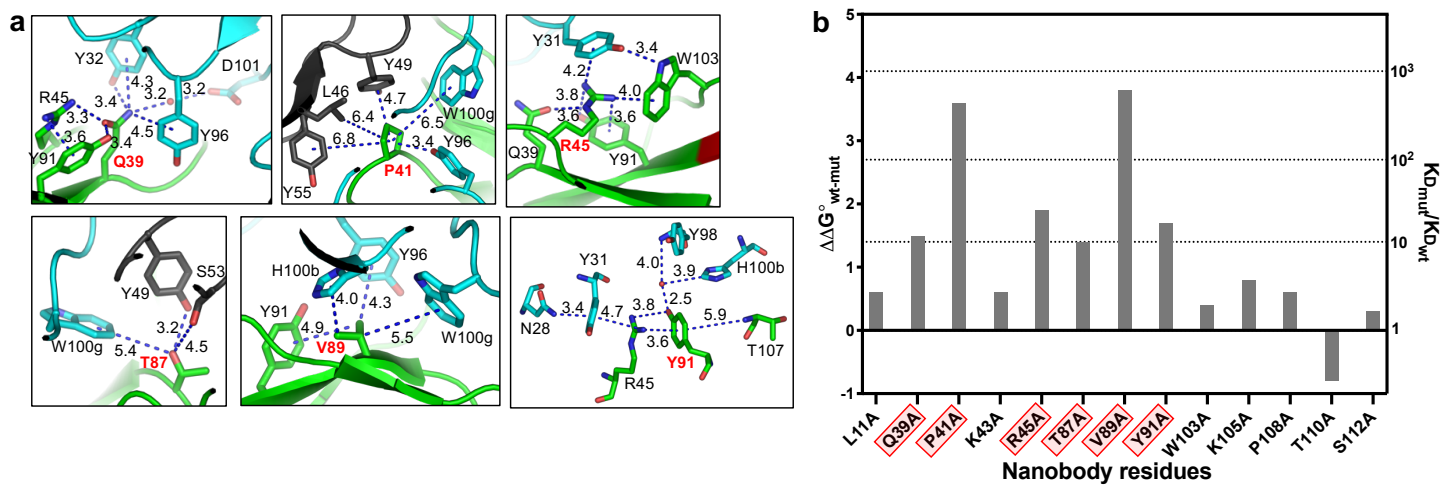 a
Y32
D101
4.3
3.2
3.2
R45
3.4
3.3
4.5
3.6
3.4
Y96
Y91
Q39
Y49
L46
4.7
W100g
6.4
6.5
6.8
3.4
Y96
Y55
P41
Y31
3.4
W103
4.2
3.8
4.0
3.6
3.6
R45
Q39
Y91
S53
Y49
3.2
W100g
4.5
5.4
T87
Y96
H100b
4.0
4.3
Y91
4.9
5.5
W100g
V89
Y98
4.0
H100b
Y31
3.9
3.4
2.5
N28
4.7
3.8
5.9
3.6
T107
Y91
R45
b
5
4
3
2
1
0
-1
ΔΔG°wt-mut
10³
10²
10
1
KDmut/KDwt
L11A
Q39A
P41A
K43A
R45A
T87A
V89A
Y91A
W103A
K105A
P108A
T110A
S112A
Nanobody residues